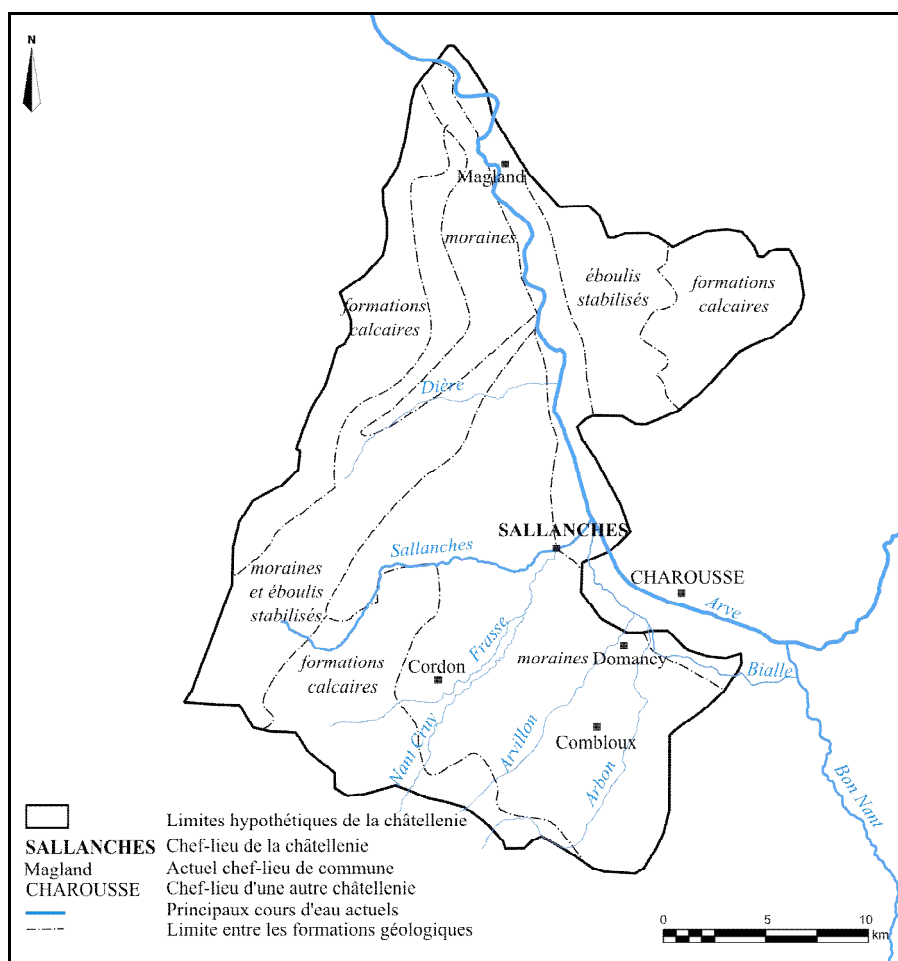 N
Magland
moraines
éboulis
stabilisés
formations
calcaires
formations
calcaires
Dière
SALLANCHES
Sallanches
CHAROUSSE
moraines
et éboulis
stabilisés
Arve
Frasse
moraines
Domancy
Cordon
formations
calcaires
Bialle
Nant Cruy
Arvillon
Combloux
Arbon
Bon Nant
Limites hypothétiques de la châtellenie
SALLANCHES Chef-lieu de la châtellenie
Magland Actuel chef-lieu de commune
CHAROUSSE Chef-lieu d'une autre châtellenie
Principaux cours d'eau actuels
Limite entre les formations géologiques
0 5 10
km